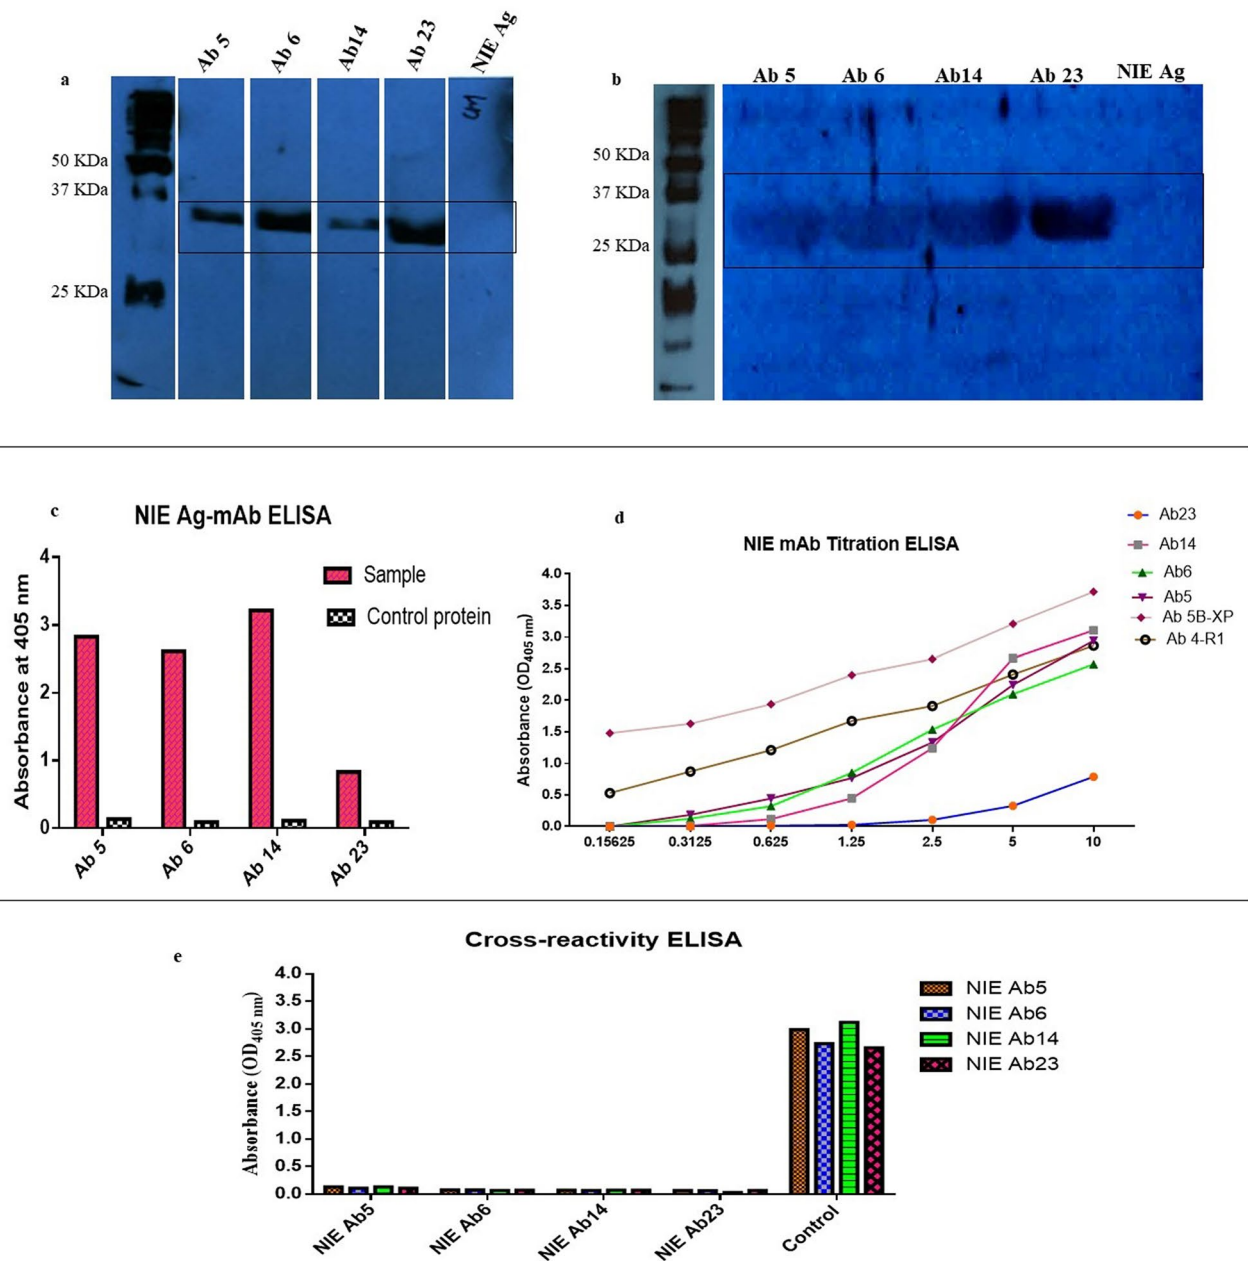 a
Ab 5
Ab 6
Ab14
Ab 23
NIE Ag
50 KDa
37 KDa
25 KDa
b
Ab 5
Ab 6
Ab14
Ab 23
NIE Ag
50 KDa
37 KDa
25 KDa
c
NIE Ag-mAb ELISA
Absorbance at 405 nm
4
3
2
1
0
Sample
Control protein
Ab 5
Ab 6
Ab 14
Ab 23
d
NIE mAb Titration ELISA
Absorbance (OD405 nm)
4.0
3.5
3.0
2.5
2.0
1.5
1.0
0.5
0.0
0.15625
0.3125
0.625
1.25
2.5
5
10
Ab23
Ab14
Ab6
Ab5
Ab 5B-XP
Ab 4-R1
e
Cross-reactivity ELISA
Absorbance (OD405 nm)
4.0
3.5
3.0
2.5
2.0
1.5
1.0
0.5
0.0
NIE Ab5
NIE Ab6
NIE Ab14
NIE Ab23
Control
NIE Ab5
NIE Ab6
NIE Ab14
NIE Ab23